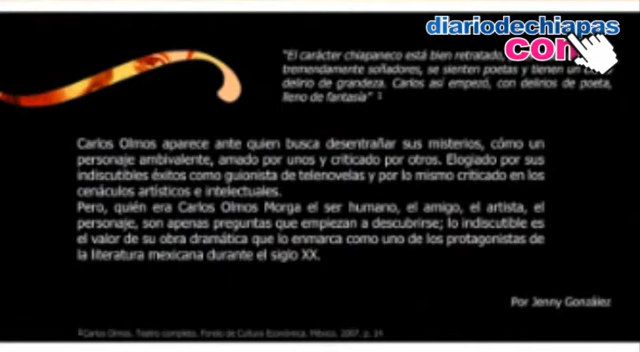 diariodechiapas
com
"El carácter chiapaneco está bien retratado,
tremendamente soñadores, se sienten poetas y tienen un
delirio de grandeza. Carlos así empezó, con delirios de poeta,
lleno de fantasía" 1
Carlos Olmos aparece ante quien busca desentrañar sus misterios, cómo un
personaje ambivalente, amado por unos y criticado por otros. Elogiado por sus
indiscutibles éxitos como guionista de telenovelas y por lo mismo criticado en los
cenáculos artísticos e intelectuales.
Pero, quién era Carlos Olmos Morga el ser humano, el amigo, el artista, el
personaje, son apenas preguntas que empiezan a descubrirse; lo indiscutible es
el valor de su obra dramática que lo enmarca como uno de los protagonistas de
la literatura mexicana durante el siglo XX.
Por Jenny González
Carlos Olmos. Teatro completo. Fondo de Cultura Económica. México, 2007. p. 14